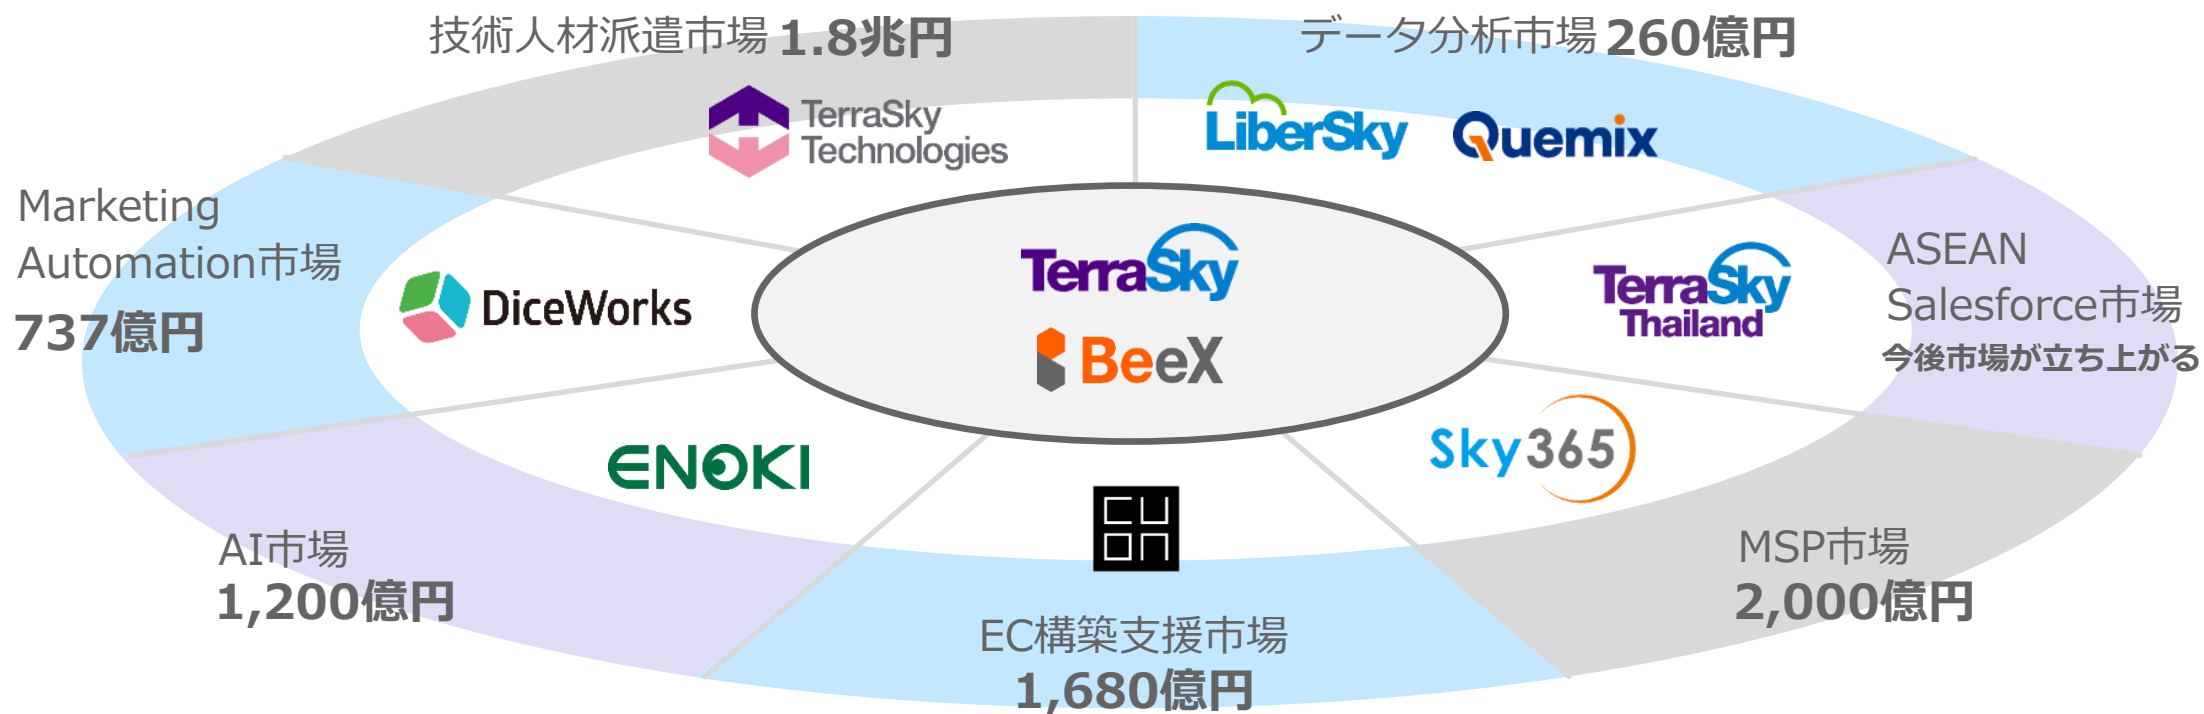 技術人材派遣市場 1.8兆円
データ分析市場 260億円
TerraSky
Technologies
LiberSky
Quemix
Marketing
Automation市場
737億円
DiceWorks
TerraSky
BeeX
TerraSky
Thailand
ASEAN
Salesforce市場
今後市場が立ち上がる
ENOKI
Sky365
CU
ON
AI市場
1,200億円
EC構築支援市場
1,680億円
MSP市場
2,000億円